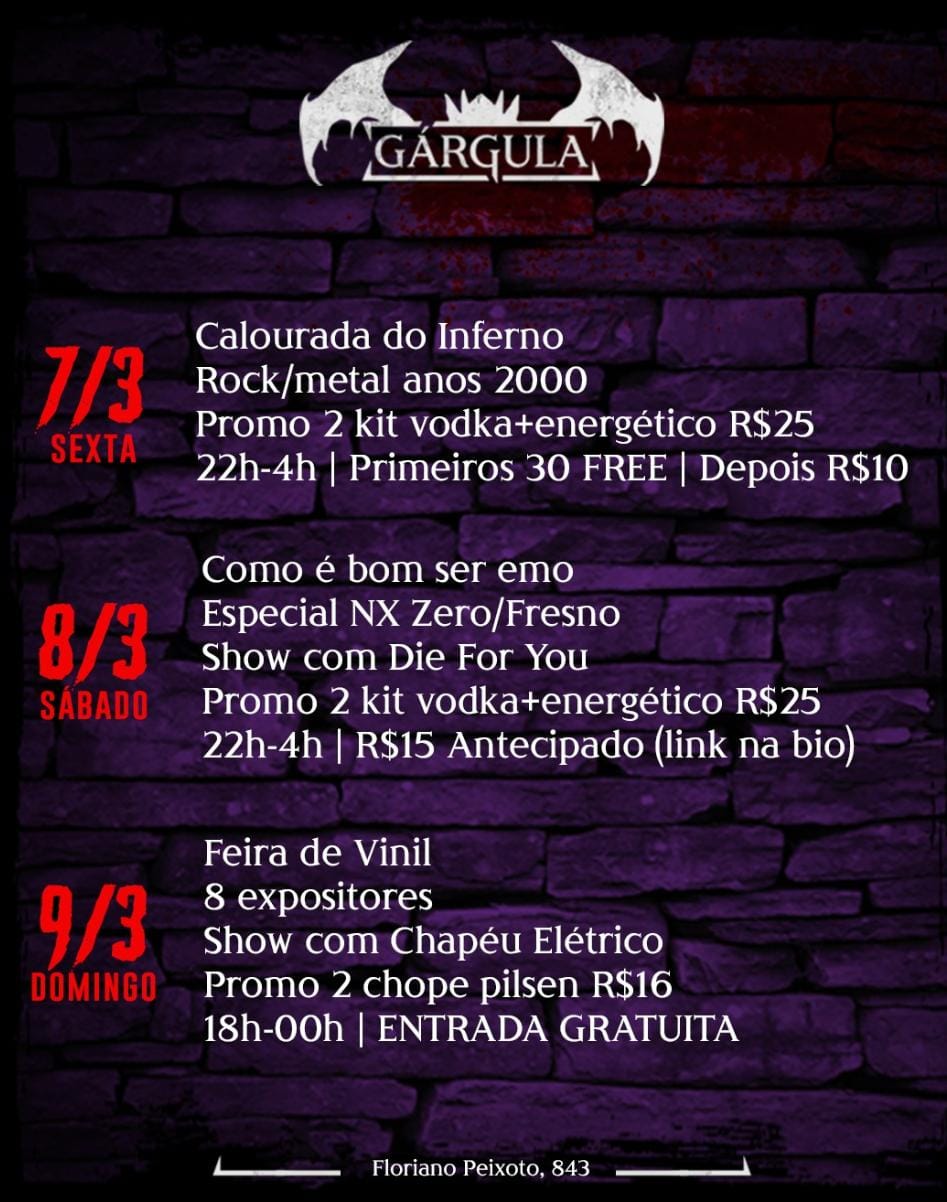 GÁRGULA
7/3
SEXTA
Calourada do Inferno
Rock/metal anos 2000
Promo 2 kit vodka+energético R$25
22h-4h | Primeiros 30 FREE | Depois R$10
8/3
SÁBADO
Como é bom ser emo
Especial NX Zero/Fresno
Show com Die For You
Promo 2 kit vodka+energético R$25
22h-4h | R$15 Antecipado (link na bio)
9/3
DOMINGO
Feira de Vinil
8 expositores
Show com Chapéu Elétrico
Promo 2 chope pilsen R$16
18h-00h | ENTRADA GRATUITA
Floriano Peixoto, 843